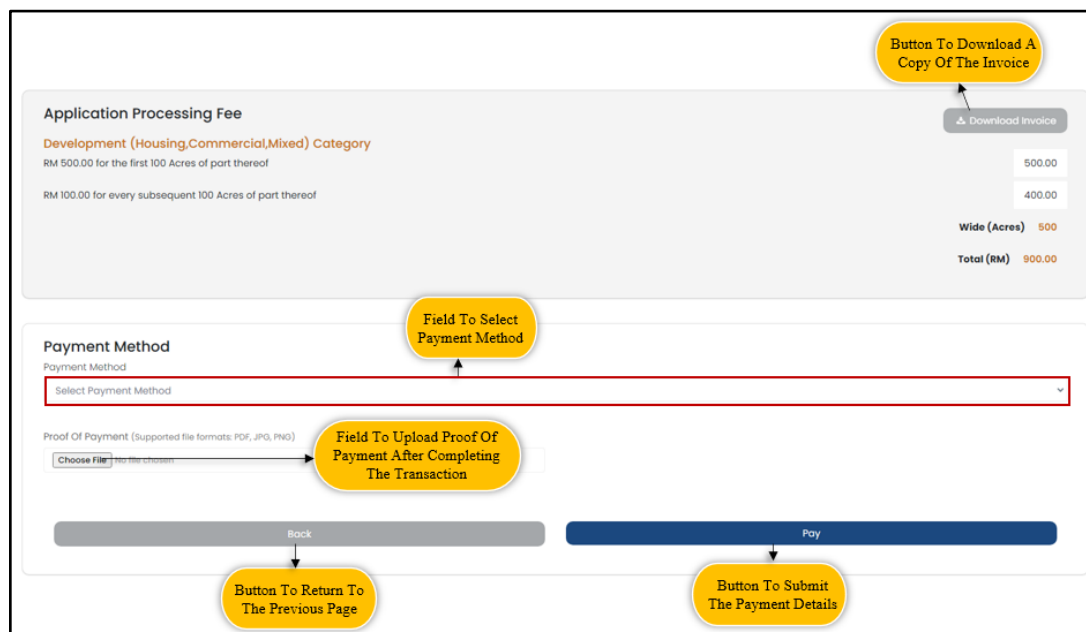 Button To Download A
Copy Of The Invoice
Application Processing Fee
Download Invoice
Development (Housing,Commercial,Mixed) Category
RM 500.00 for the first 100 Acres of part thereof
500.00
RM 100.00 for every subsequent 100 Acres of part thereof
400.00
Wide (Acres) 500
Total (RM) 900.00
Field To Select
Payment Method
Payment Method
Payment Method
Select Payment Method
Proof Of Payment (Supported file formats: PDF, JPG, PNG)
Choose File No file chosen
Field To Upload Proof Of
Payment After Completing
The Transaction
Back
Pay
Button To Return To
The Previous Page
Button To Submit
The Payment Details